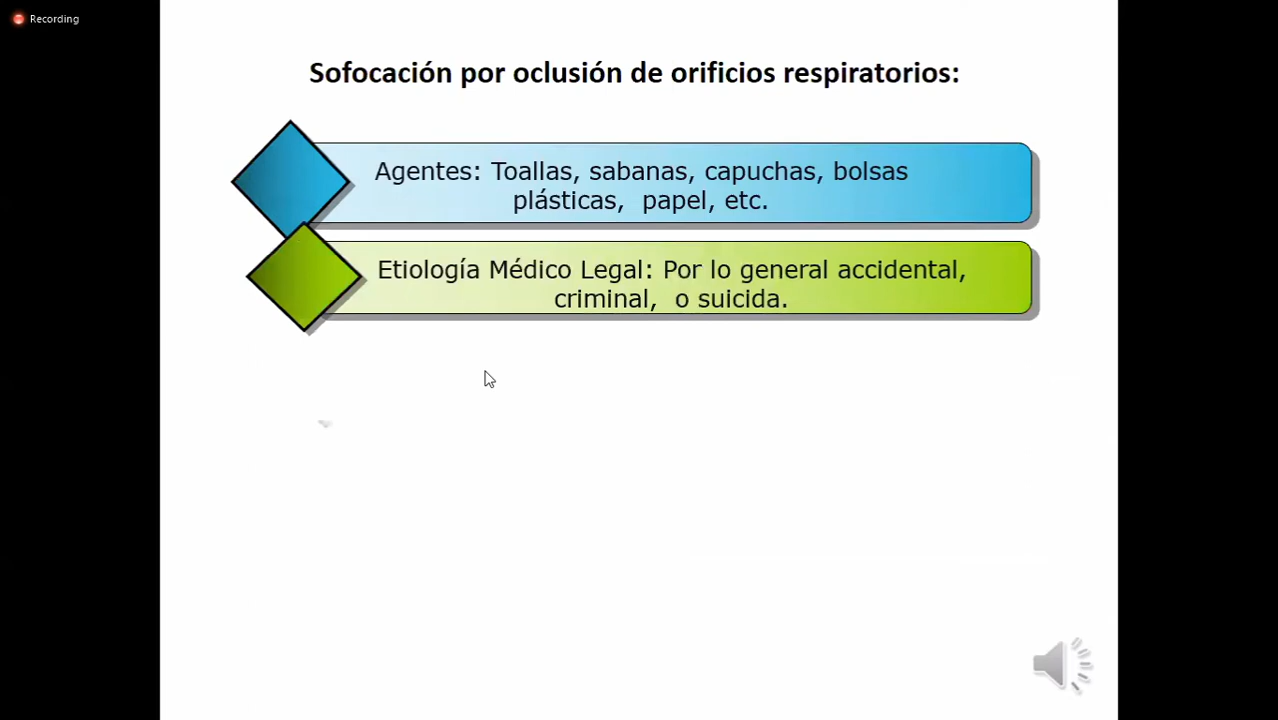 Recording
Sofocación por oclusión de orificios respiratorios:
Agentes: Toallas, sabanas, capuchas, bolsas
plásticas, papel, etc.
Etiología Médico Legal: Por lo general accidental,
criminal, o suicida.